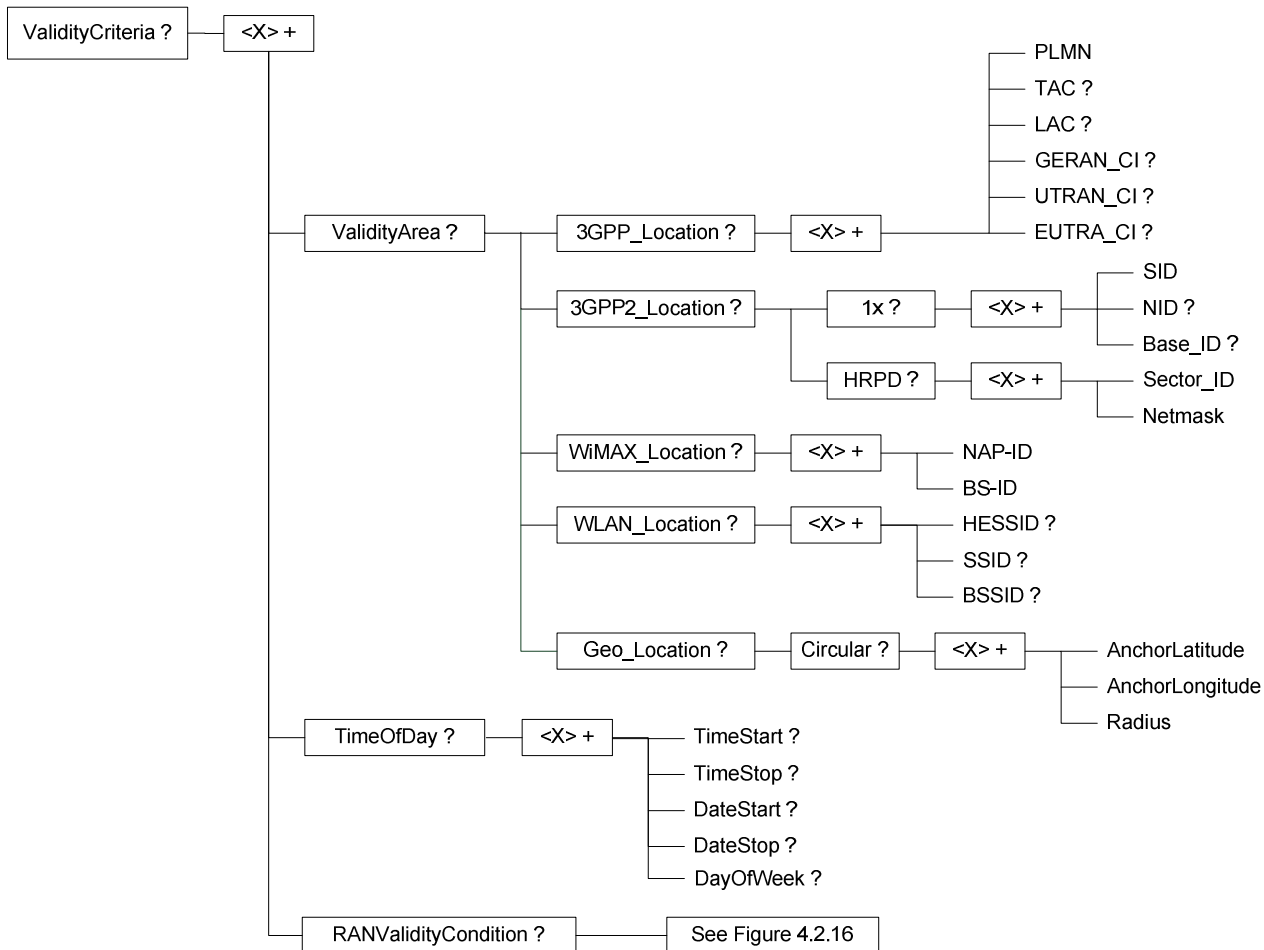 ValidityCriteria ?
<X> +
PLMN
TAC ?
LAC ?
GERAN_CI ?
UTRAN_CI ?
EUTRA_CI ?
ValidityArea ?
3GPP_Location ?
<X> +
3GPP2_Location ?
1x ?
<X> +
SID
NID ?
Base_ID ?
HRPD ?
<X> +
Sector_ID
Netmask
WiMAX_Location ?
<X> +
NAP-ID
BS-ID
WLAN_Location ?
<X> +
HESSID ?
SSID ?
BSSID ?
Geo_Location ?
Circular ?
<X> +
AnchorLatitude
AnchorLongitude
Radius
TimeOfDay ?
<X> +
TimeStart ?
TimeStop ?
DateStart ?
DateStop ?
DayOfWeek ?
RANValidityCondition ?
See Figure 4.2.16